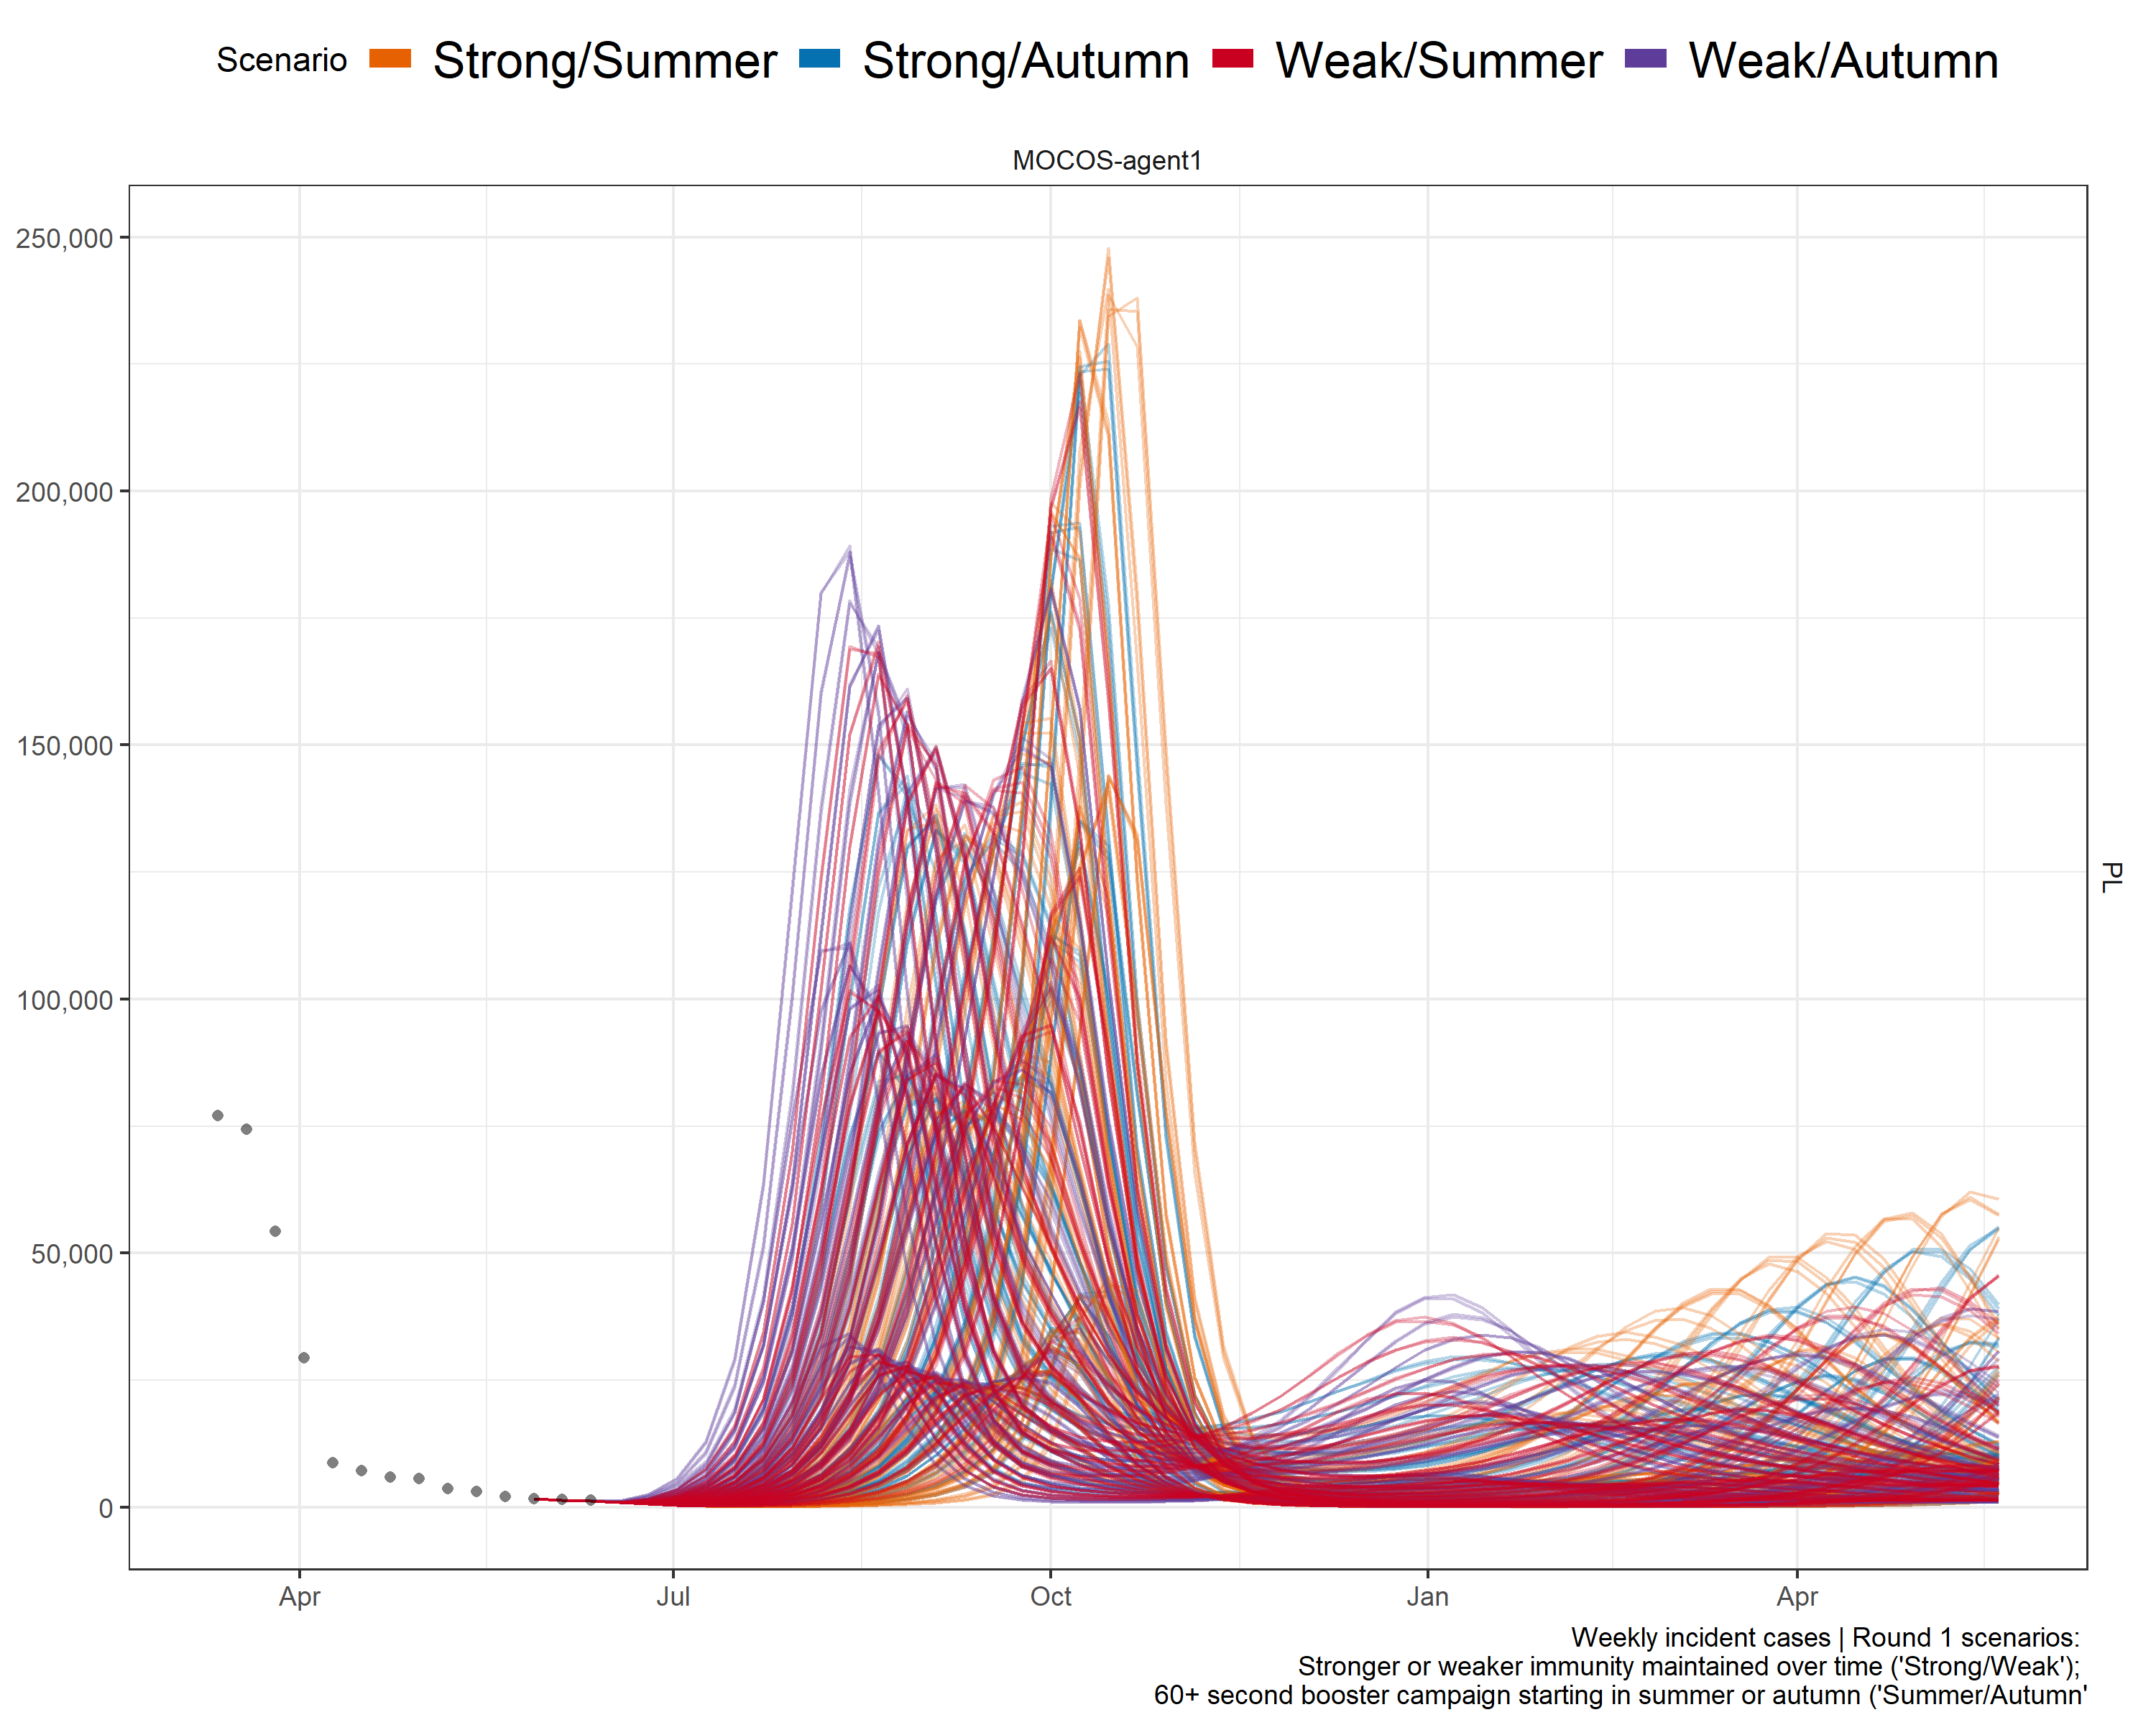 Scenario Strong/Summer Strong/Autumn Weak/Summer Weak/Autumn
MOCOS-agent1
250,000
200,000
150,000
100,000
50,000
0
PL
Apr Jul Oct Jan Apr
Weekly incident cases | Round 1 scenarios:
Stronger or weaker immunity maintained over time ('Strong/Weak');
60+ second booster campaign starting in summer or autumn ('Summer/Autumn'